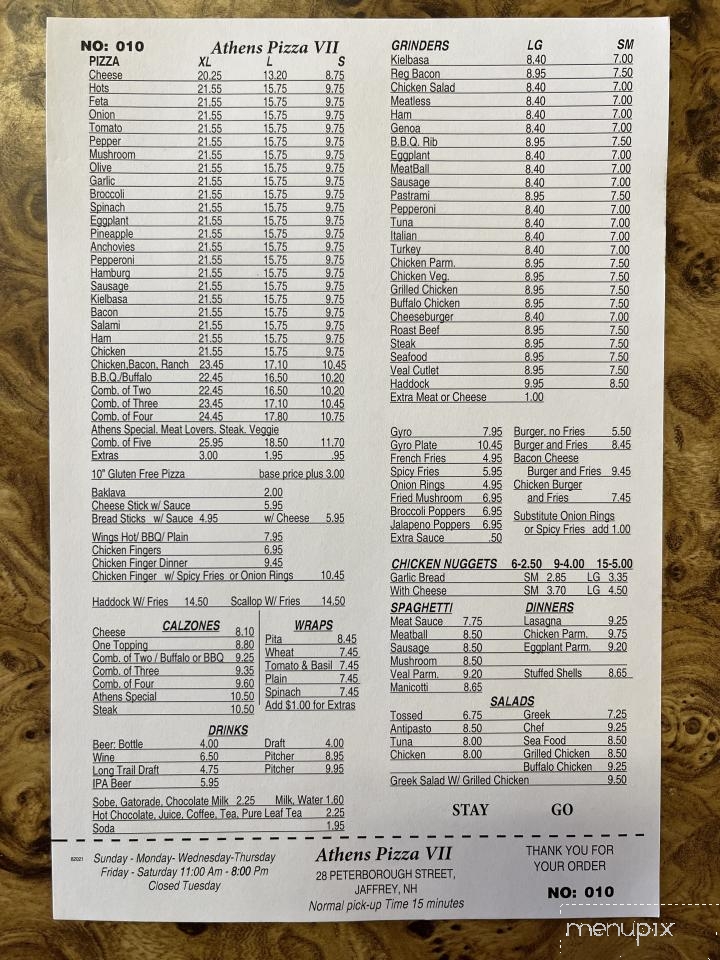 NO: 010 Athens Pizza VII
PIZZA XL L S
Cheese 20.25 13.20 8.75
Hots 21.55 15.75 9.75
Feta 21.55 15.75 9.75
Onion 21.55 15.75 9.75
Tomato 21.55 15.75 9.75
Pepper 21.55 15.75 9.75
Mushroom 21.55 15.75 9.75
Olive 21.55 15.75 9.75
Garlic 21.55 15.75 9.75
Broccoli 21.55 15.75 9.75
Spinach 21.55 15.75 9.75
Eggplant 21.55 15.75 9.75
Pineapple 21.55 15.75 9.75
Anchovies 21.55 15.75 9.75
Pepperoni 21.55 15.75 9.75
Hamburg 21.55 15.75 9.75
Sausage 21.55 15.75 9.75
Kielbasa 21.55 15.75 9.75
Bacon 21.55 15.75 9.75
Salami 21.55 15.75 9.75
Ham 21.55 15.75 9.75
Chicken 21.55 15.75 9.75
Chicken,Bacon, Ranch 23.45 17.10 10.45
B.B.Q./Buffalo 22.45 16.50 10.20
Comb. of Two 22.45 16.50 10.20
Comb. of Three 23.45 17.10 10.45
Comb. of Four 24.45 17.80 10.75
Athens Special. Meat Lovers. Steak. Veggie
Comb. of Five 25.95 18.50 11.70
Extras 3.00 1.95 .95
10" Gluten Free Pizza base price plus 3.00
Baklava 2.00
Cheese Stick w/ Sauce 5.95
Bread Sticks w/ Sauce 4.95 w/ Cheese 5.95
Wings Hot/ BBQ/ Plain 7.95
Chicken Fingers 6.95
Chicken Finger Dinner 9.45
Chicken Finger w/ Spicy Fries or Onion Rings 10.45
Haddock W/ Fries 14.50 Scallop W/ Fries 14.50
CALZONES
Cheese 8.10
One Topping 8.80
Comb. of Two / Buffalo or BBQ 9.25
Comb. of Three 9.35
Comb. of Four 9.60
Athens Special 10.50
Steak 10.50
WRAPS
Pita 8.45
Wheat 7.45
Tomato & Basil 7.45
Plain 7.45
Spinach 7.45
Add $1.00 for Extras
DRINKS
Beer: Bottle 4.00 Draft 4.00
Wine 6.50 Pitcher 8.95
Long Trail Draft 4.75 Pitcher 9.95
IPA Beer 5.95
Sobe, Gatorade, Chocolate Milk 2.25 Milk, Water 1.60
Hot Chocolate, Juice, Coffee, Tea, Pure Leaf Tea 2.25
Soda 1.95
GRINDERS LG SM
Kielbasa 8.40 7.00
Reg Bacon 8.95 7.50
Chicken Salad 8.40 7.00
Meatless 8.40 7.00
Ham 8.40 7.00
Genoa 8.40 7.00
B.B.Q. Rib 8.95 7.50
Eggplant 8.40 7.00
MeatBall 8.40 7.00
Sausage 8.40 7.00
Pastrami 8.95 7.50
Pepperoni 8.40 7.00
Tuna 8.40 7.00
Italian 8.40 7.00
Turkey 8.40 7.00
Chicken Parm. 8.95 7.50
Chicken Veg. 8.95 7.50
Grilled Chicken 8.95 7.50
Buffalo Chicken 8.95 7.50
Cheeseburger 8.40 7.00
Roast Beef 8.95 7.50
Steak 8.95 7.50
Seafood 8.95 7.50
Veal Cutlet 8.95 7.50
Haddock 9.95 8.50
Extra Meat or Cheese 1.00
Gyro 7.95
Gyro Plate 10.45
French Fries 4.95
Spicy Fries 5.95
Onion Rings 4.95
Fried Mushroom 6.95
Broccoli Poppers 6.95
Jalapeno Poppers 6.95
Extra Sauce .50
Burger, no Fries 5.50
Burger and Fries 8.45
Bacon Cheese
Burger and Fries 9.45
Chicken Burger
and Fries 7.45
Substitute Onion Rings
or Spicy Fries add 1.00
CHICKEN NUGGETS 6-2.50 9-4.00 15-5.00
Garlic Bread SM 2.85 LG 3.35
With Cheese SM 3.70 LG 4.50
SPAGHETTI
Meat Sauce 7.75
Meatball 8.50
Sausage 8.50
Mushroom 8.50
Veal Parm. 9.20
Manicotti 8.65
DINNERS
Lasagna 9.25
Chicken Parm. 9.75
Eggplant Parm. 9.20
Stuffed Shells 8.65
SALADS
Tossed 6.75 Greek 7.25
Antipasto 8.50 Chef 9.25
Tuna 8.00 Sea Food 8.50
Chicken 8.00 Grilled Chicken 8.50
Buffalo Chicken 9.25
Greek Salad W/ Grilled Chicken 9.50
STAY GO
82021
Sunday - Monday- Wednesday-Thursday
Friday - Saturday 11:00 Am - 8:00 Pm
Closed Tuesday
Athens Pizza VII
28 PETERBOROUGH STREET,
JAFFREY, NH
Normal pick-up Time 15 minutes
THANK YOU FOR
YOUR ORDER
NO: 010
menupix